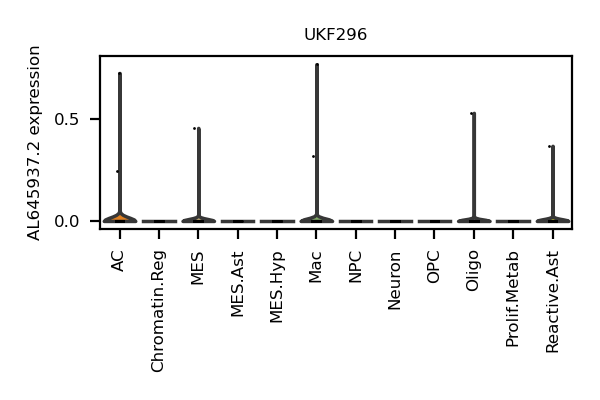 UKF296
AL645937.2 expression
0.5
0.0
AC
Chromatin.Reg
MES
MES.Ast
MES.Hyp
Mac
NPC
Neuron
OPC
Oligo
Prolif.Metab
Reactive.Ast